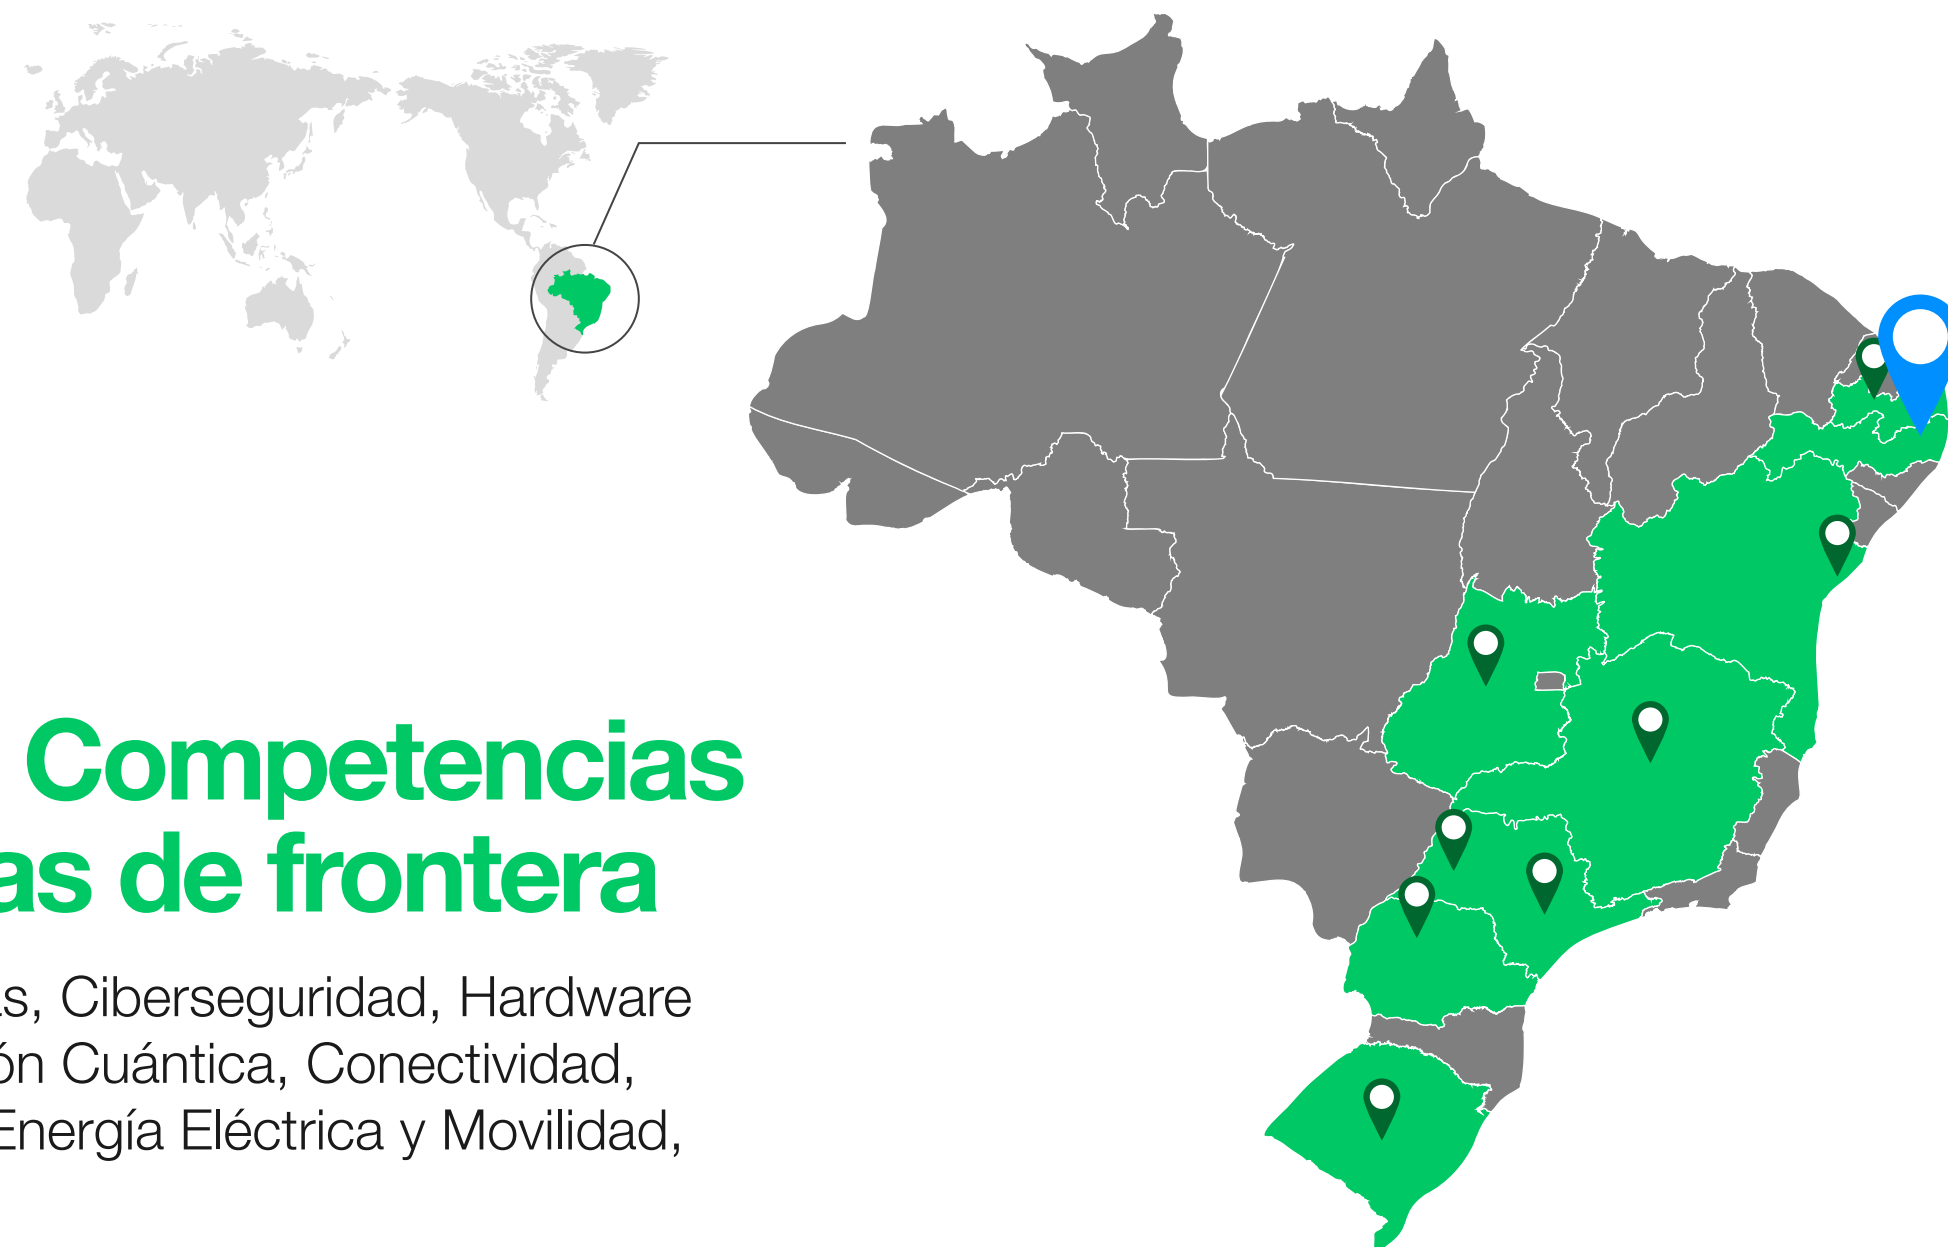 Competencias
as de frontera
s, Ciberseguridad, Hardware
ón Cuántica, Conectividad,
Energía Eléctrica y Movilidad,